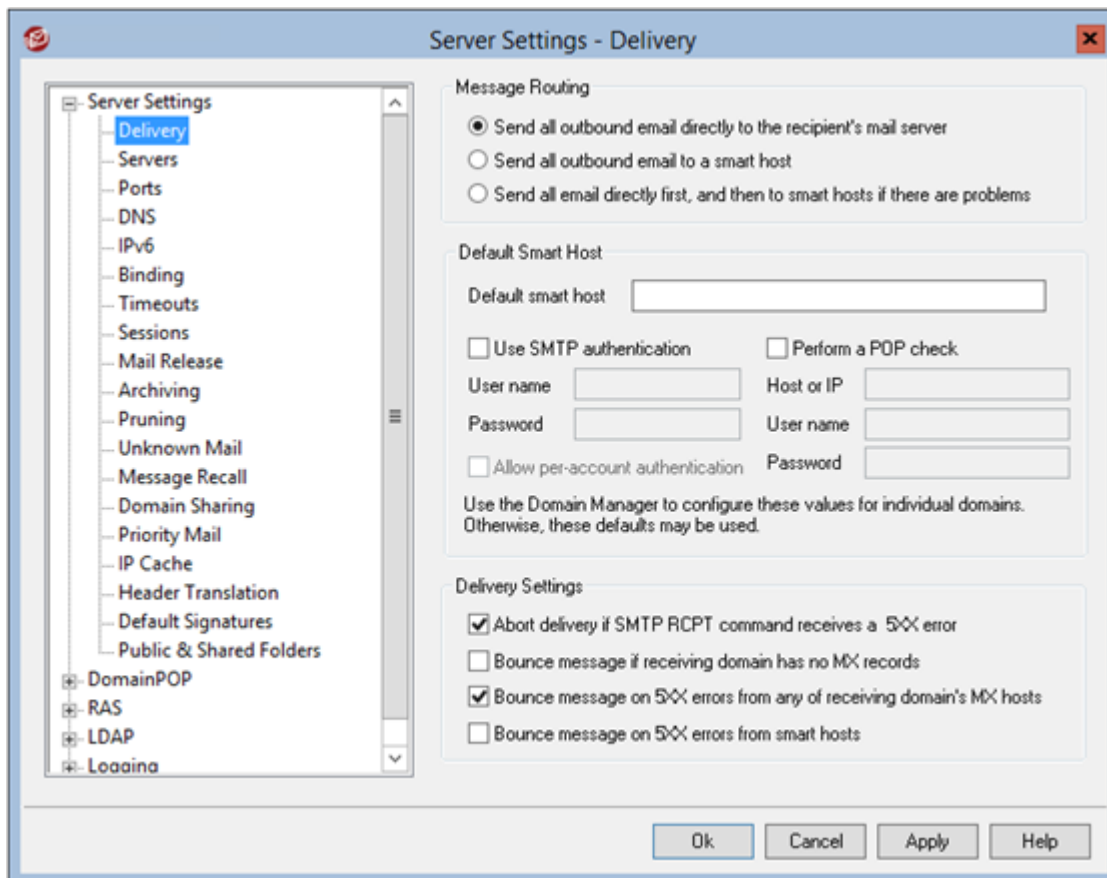 Server Settings - Delivery
Server Settings
Delivery
Servers
Ports
DNS
IPv6
Binding
Timeouts
Sessions
Mail Release
Archiving
Pruning
Unknown Mail
Message Recall
Domain Sharing
Priority Mail
IP Cache
Header Translation
Default Signatures
Public & Shared Folders
DomainPOP
RAS
LDAP
Logging
Message Routing
Send all outbound email directly to the recipient's mail server
Send all outbound email to a smart host
Send all email directly first, and then to smart hosts if there are problems
Default Smart Host
Default smart host
Use SMTP authentication
User name
Password
Allow per-account authentication
Perform a POP check
Host or IP
User name
Password
Use the Domain Manager to configure these values for individual domains.
Otherwise, these defaults may be used.
Delivery Settings
Abort delivery if SMTP RCPT command receives a 5XX error
Bounce message if receiving domain has no MX records
Bounce message on 5XX errors from any of receiving domain's MX hosts
Bounce message on 5XX errors from smart hosts
Ok
Cancel
Apply
Help